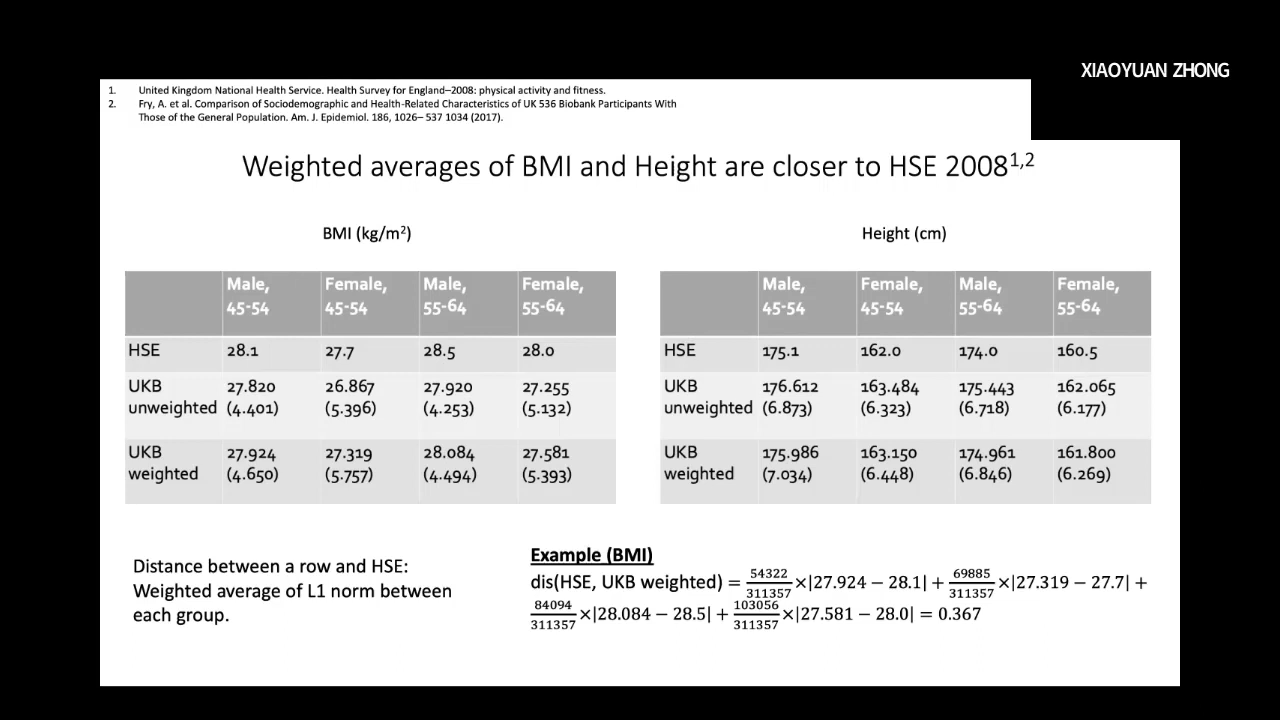 XIAOYUAN ZHONG
1. United Kingdom National Health Service. Health Survey for England–2008: physical activity and fitness.
2. Fry, A. et al. Comparison of Sociodemographic and Health-Related Characteristics of UK 536 Biobank Participants With
Those of the General Population. Am. J. Epidemiol. 186, 1026– 537 1034 (2017).
Weighted averages of BMI and Height are closer to HSE 2008¹,²
BMI (kg/m²)
Male, 45-54 Female, 45-54 Male, 55-64 Female, 55-64
HSE 28.1 27.7 28.5 28.0
UKB unweighted 27.820 (4.401) 26.867 (5.396) 27.920 (4.253) 27.255 (5.132)
UKB weighted 27.924 (4.650) 27.319 (5.757) 28.084 (4.494) 27.581 (5.393)
Height (cm)
Male, 45-54 Female, 45-54 Male, 55-64 Female, 55-64
HSE 175.1 162.0 174.0 160.5
UKB unweighted 176.612 (6.873) 163.484 (6.323) 175.443 (6.718) 162.065 (6.177)
UKB weighted 175.986 (7.034) 163.150 (6.448) 174.961 (6.846) 161.800 (6.269)
Distance between a row and HSE:
Weighted average of L1 norm between
each group.
Example (BMI)
dis(HSE, UKB weighted) = 54322/311357 ×|27.924 − 28.1| + 69885/311357 ×|27.319 − 27.7| +
84094/311357 ×|28.084 − 28.5| + 103056/311357 ×|27.581 − 28.0| = 0.367